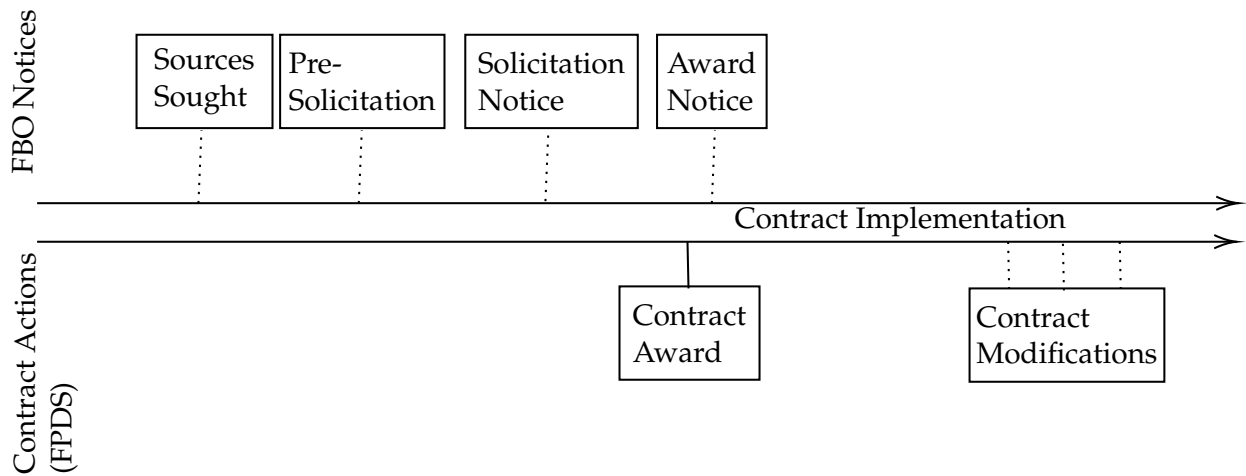 FBO Notices
Sources
Sought
Pre-
Solicitation
Solicitation
Notice
Award
Notice
Contract Implementation
Contract Actions
(FPDS)
Contract
Award
Contract
Modifications